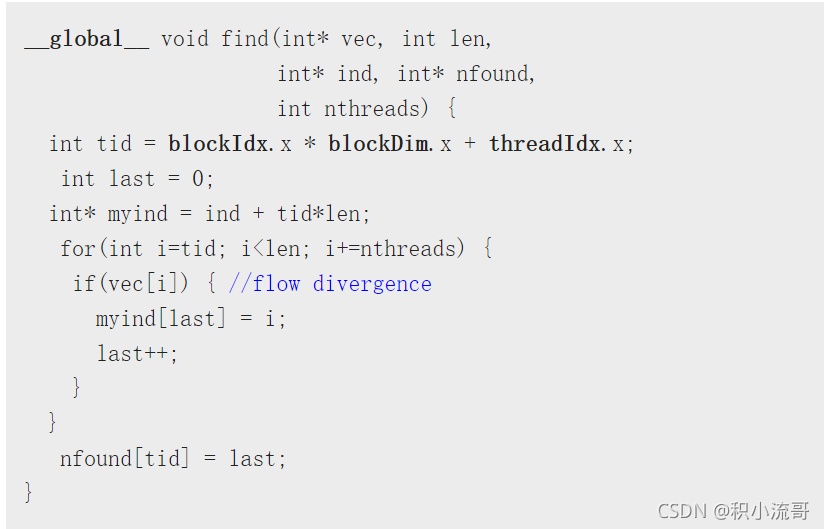 __global__ void find(int* vec, int len,
int* ind, int* nfound,
int nthreads) {
int tid = blockIdx.x * blockDim.x + threadIdx.x;
int last = 0;
int* myind = ind + tid*len;
for(int i=tid; i<len; i+=nthreads) {
if(vec[i]) { //flow divergence
myind[last] = i;
last++;
}
}
nfound[tid] = last;
}
CSDN @积小流哥